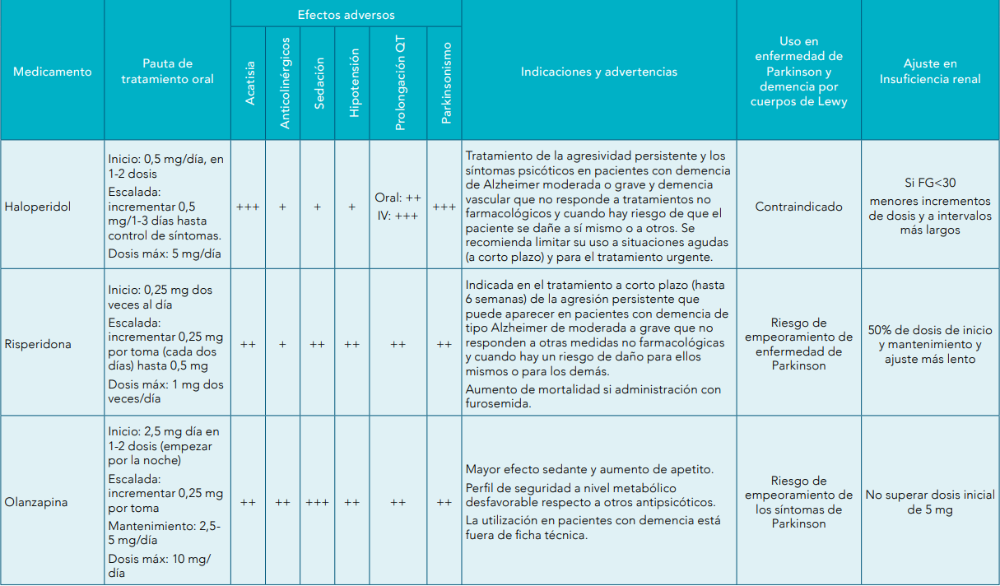 Medicamento
Pauta de
tratamiento oral
Efectos adversos
Acatisia
Anticolinérgicos
Sedación
Hipotensión
Prolongación QT
Parkinsonismo
Indicaciones y advertencias
Uso en
enfermedad de
Parkinson y
demencia por
cuerpos de Lewy
Ajuste en
Insuficiencia renal
Haloperidol
Inicio: 0,5 mg/día, en
1-2 dosis
Escalada:
incrementar 0,5
mg/1-3 días hasta
control de síntomas.
Dosis máx: 5 mg/día
+++
+
+
+
Oral: ++
IV: +++
+++
Tratamiento de la agresividad persistente y los
síntomas psicóticos en pacientes con demencia
de Alzheimer moderada o grave y demencia
vascular que no responde a tratamientos no
farmacológicos y cuando hay riesgo de que el
paciente se dañe a sí mismo o a otros. Se
recomienda limitar su uso a situaciones agudas
(a corto plazo) y para el tratamiento urgente.
Contraindicado
Si FG<30
menores incrementos
de dosis y a intervalos
más largos
Risperidona
Inicio: 0,25 mg dos
veces al día
Escalada:
incrementar 0,25 mg
por toma (cada dos
días) hasta 0,5 mg
Dosis máx: 1 mg dos
veces/día
++
+
++
++
++
++
Indicada en el tratamiento a corto plazo (hasta
6 semanas) de la agresión persistente que
puede aparecer en pacientes con demencia de
tipo Alzheimer de moderada a grave que no
responden a otras medidas no farmacológicas
y cuando hay un riesgo de daño para ellos
mismos o para los demás.
Aumento de mortalidad si administración con
furosemida.
Riesgo de
empeoramiento de
enfermedad de
Parkinson
50% de dosis de inicio
y mantenimiento y
ajuste más lento
Olanzapina
Inicio: 2,5 mg día en
1-2 dosis (empezar
por la noche)
Escalada:
incrementar 0,25 mg
por toma
Mantenimiento: 2,5-
5 mg/día
Dosis máx: 10 mg/
día
++
++
+++
++
++
++
Mayor efecto sedante y aumento de apetito.
Perfil de seguridad a nivel metabólico
desfavorable respecto a otros antipsicóticos.
La utilización en pacientes con demencia está
fuera de ficha técnica.
Riesgo de
empeoramiento de
los síntomas de
Parkinson
No superar dosis inicial
de 5 mg